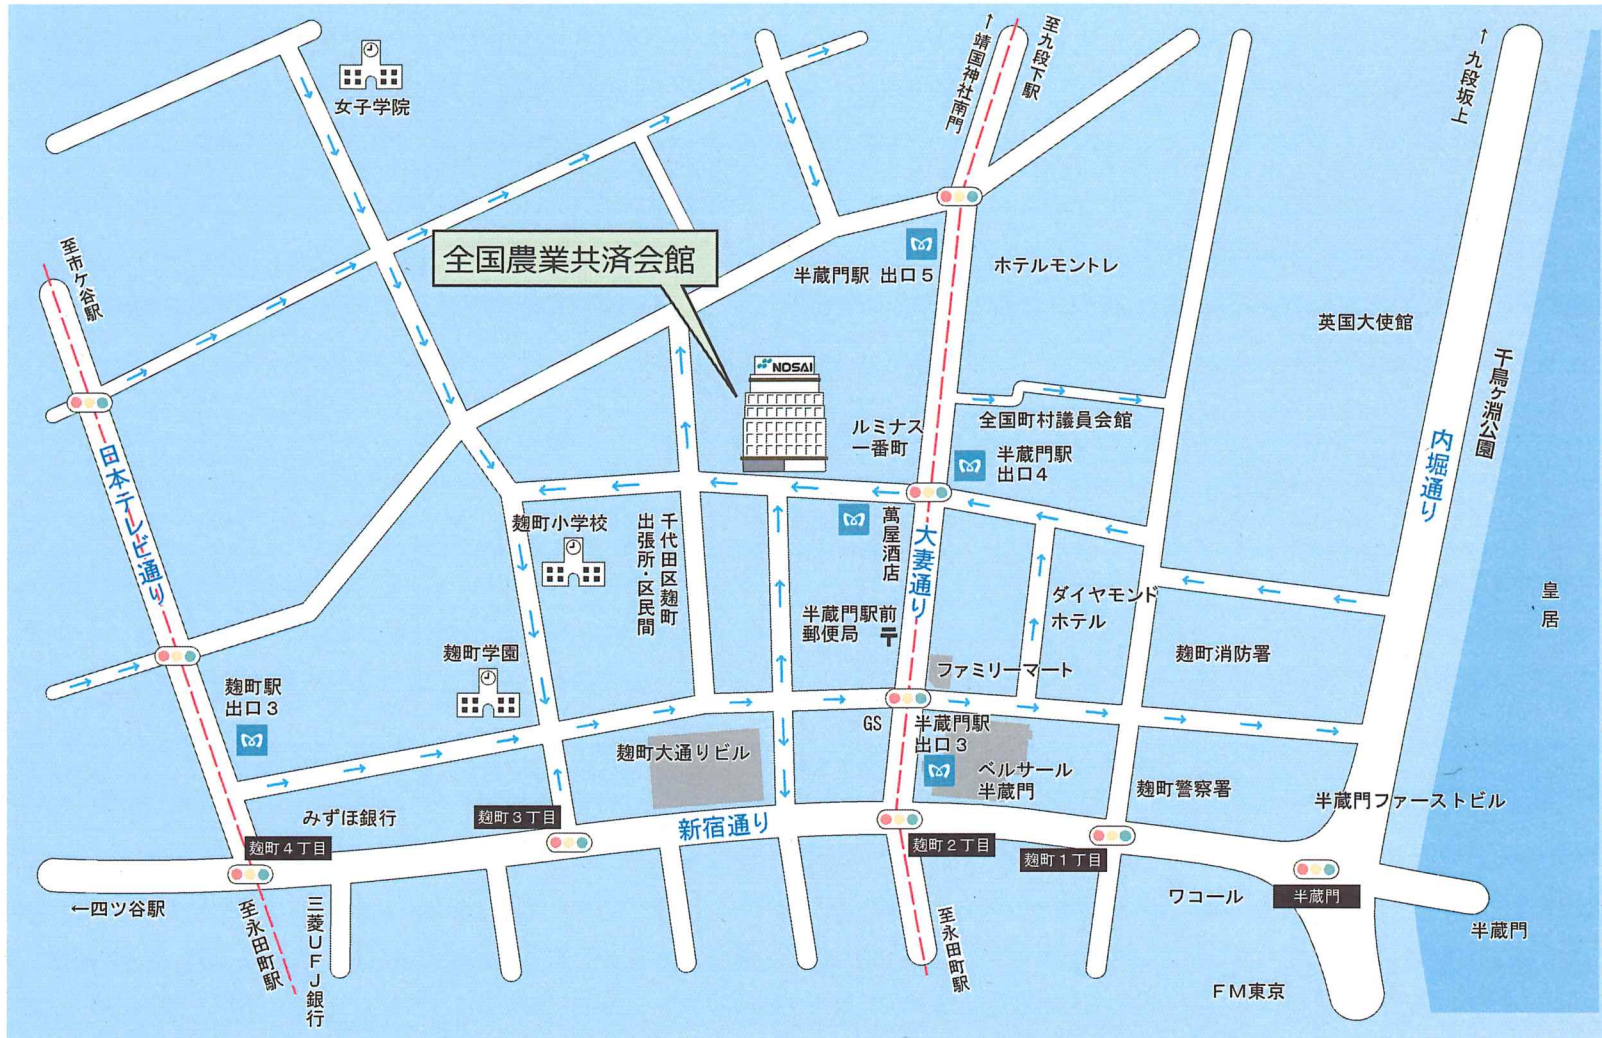 女子学院
至九段下駅
↑靖国神社南門
↑九段坂上
至市ケ谷駅
全国農業共済会館
半蔵門駅 出口5
ホテルモントレ
英国大使館
千鳥ヶ淵公園
NOSAI
ルミナス
一番町
全国町村議員会館
半蔵門駅
出口4
内堀通り
日本テレビ通り
麹町小学校
千代田区麹町
出張所・区民間
萬屋酒店
大妻通り
ダイヤモンド
ホテル
皇居
半蔵門駅前
郵便局 〒
麹町学園
ファミリーマート
麹町消防署
麹町駅
出口3
GS
半蔵門駅
出口3
麹町大通りビル
ベルサール
半蔵門
麹町警察署
半蔵門ファーストビル
みずほ銀行
麹町3丁目
新宿通り
麹町4丁目
麹町2丁目
麹町1丁目
半蔵門
ワコール
←四ツ谷駅
至永田町駅
三菱UFJ銀行
至永田町駅
半蔵門
FM東京